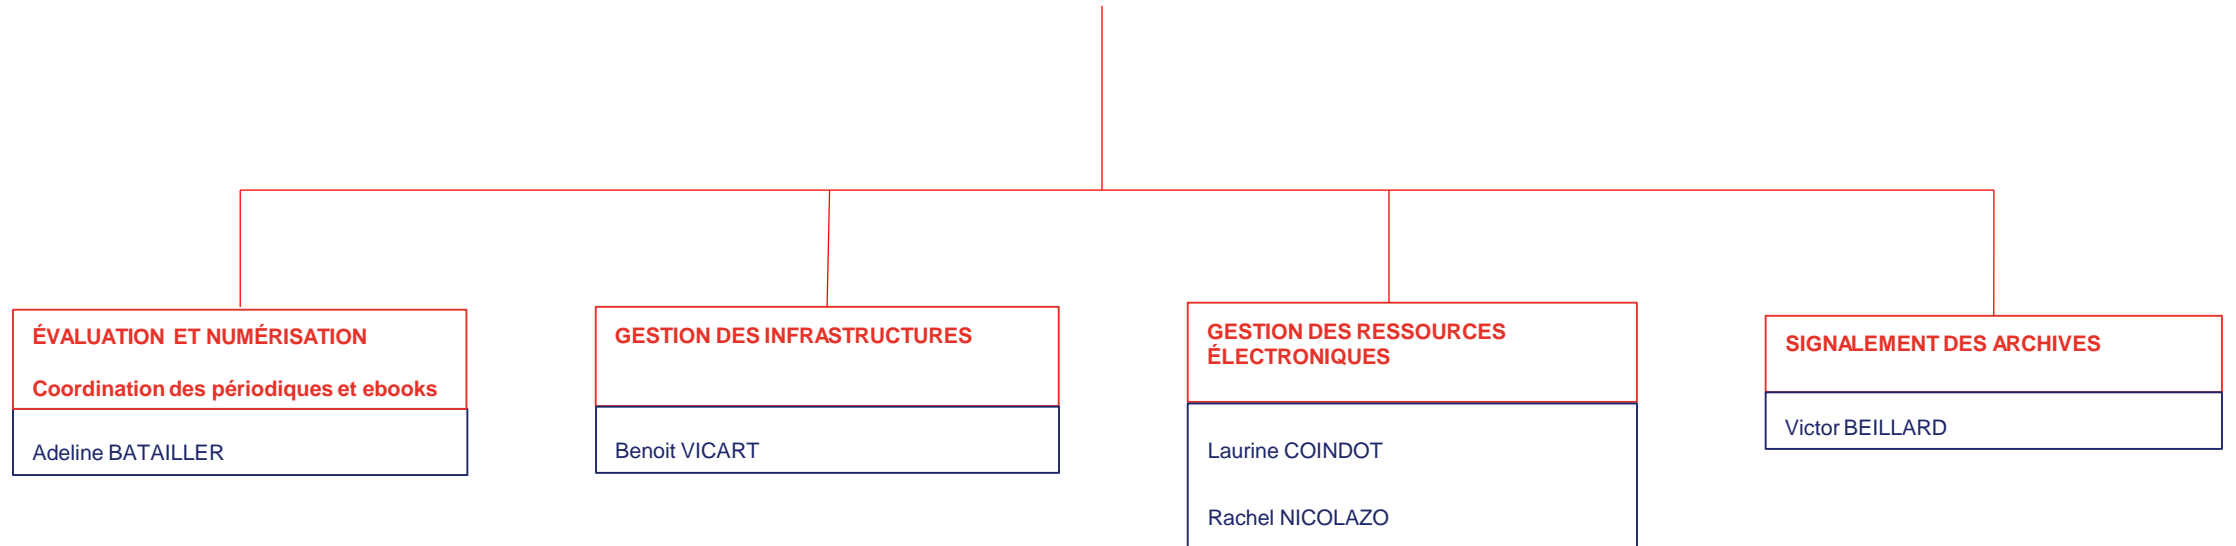 ÉVALUATION ET NUMÉRISATION
Coordination des périodiques et ebooks
Adeline BATAILLER
GESTION DES INFRASTRUCTURES
Benoit VICART
GESTION DES RESSOURCES
ÉLECTRONIQUES
Laurine COINDOT
Rachel NICOLAZO
SIGNALEMENT DES ARCHIVES
Victor BEILLARD